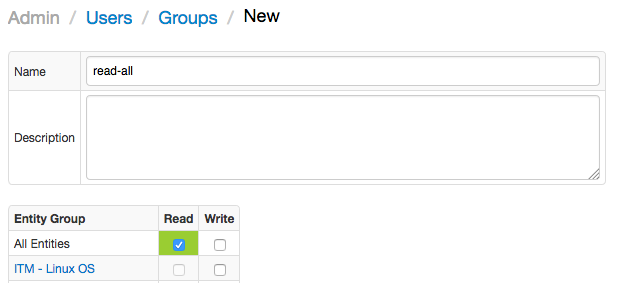 Admin / Users / Groups / New
Name read-all
Description
Entity Group Read Write
All Entities
ITM - Linux OS